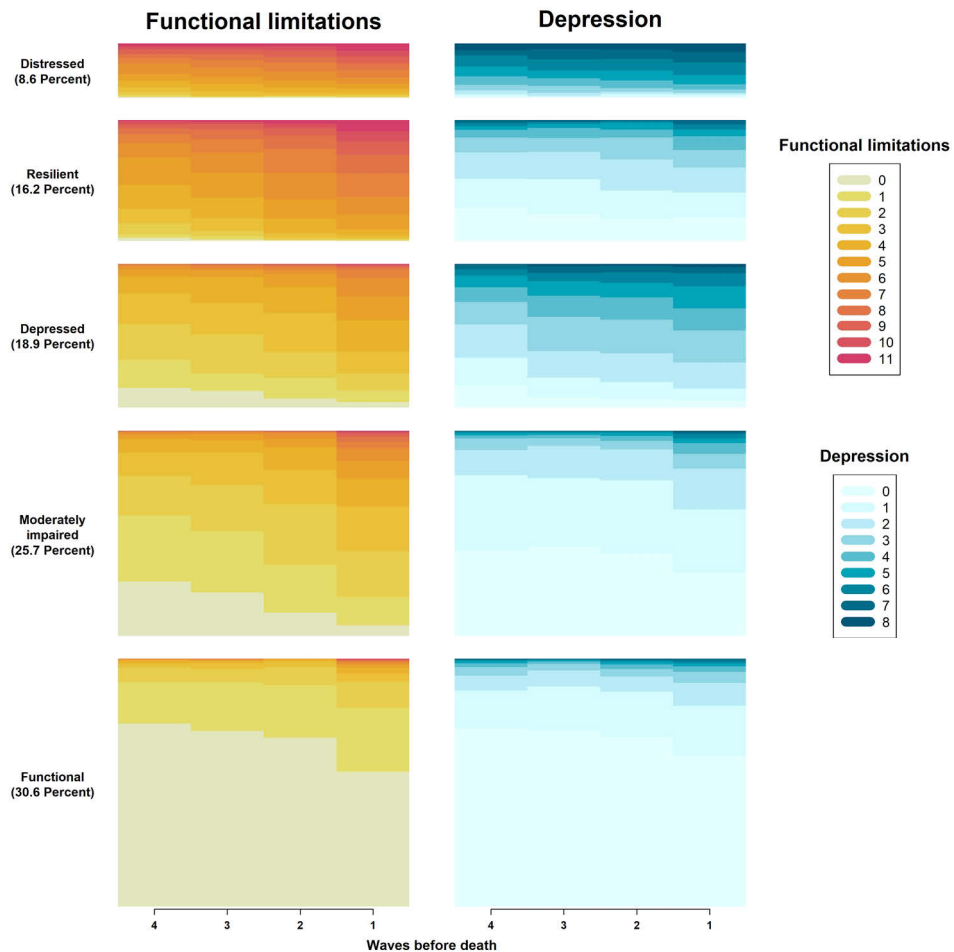 Functional limitations
Depression
Distressed
(8.6 Percent)
Resilient
(16.2 Percent)
Depressed
(18.9 Percent)
Moderately
impaired
(25.7 Percent)
Functional
(30.6 Percent)
Functional limitations
0
1
2
3
4
5
6
7
8
9
10
11
Depression
0
1
2
3
4
5
6
7
8
4 3 2 1
4 3 2 1
Waves before death